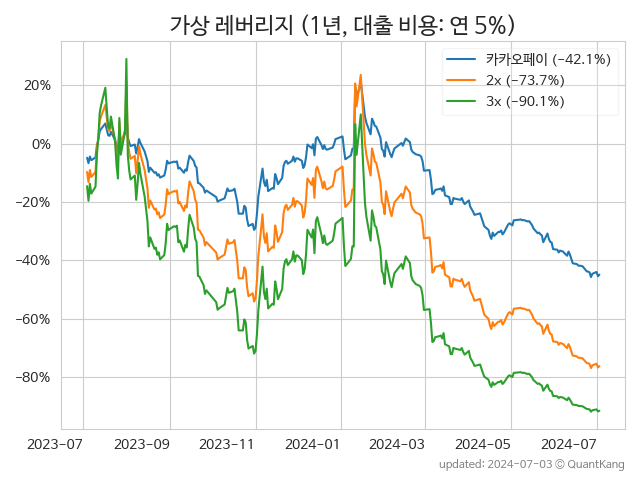 가상 레버리지 (1년, 대출 비용: 연 5%)
카카오페이 (−42.1%)
2x (−73.7%)
3x (−90.1%)
20%
0%
−20%
−40%
−60%
−80%
2023-07 2023-09 2023-11 2024-01 2024-03 2024-05 2024-07
updated: 2024-07-03 © QuantKang